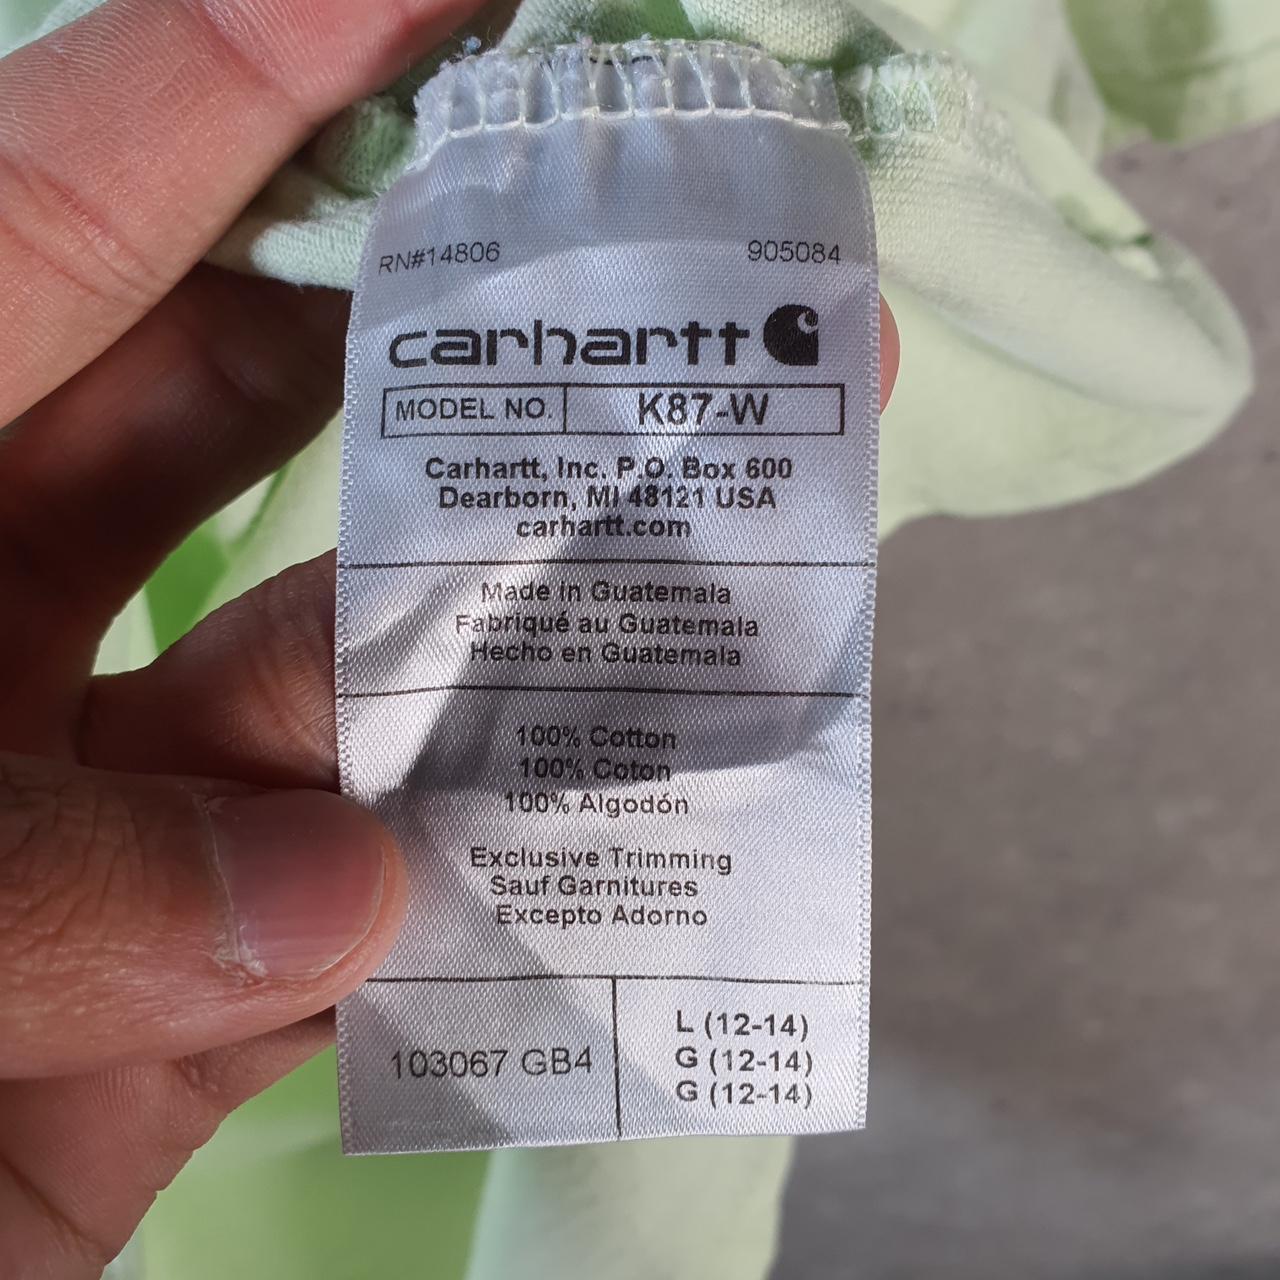 RN#14806 905084
carhartt
MODEL NO. K87-W
Carhartt, Inc. P.O. Box 600
Dearborn, MI 48121 USA
carhartt.com
Made in Guatemala
Fabriqué au Guatemala
Hecho en Guatemala
100% Cotton
100% Coton
100% Algodón
Exclusive Trimming
Sauf Garnitures
Excepto Adorno
103067 GB4
L (12-14)
G (12-14)
G (12-14)